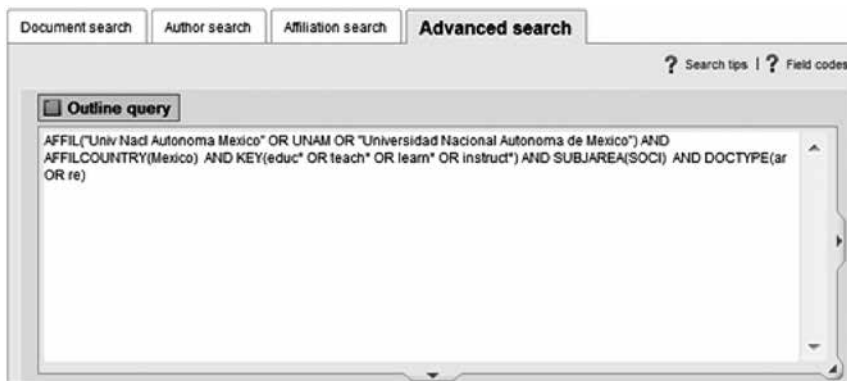 Document search Author search Affiliation search Advanced search
? Search tips | ? Field codes
Outline query
AFFIL("Univ Nacl Autonoma Mexico" OR UNAM OR "Universidad Nacional Autonoma de Mexico") AND
AFFILCOUNTRY(Mexico) AND KEY(educ* OR teach* OR learn* OR instruct*) AND SUBJAREA(SOCI) AND DOCTYPE(ar
OR re)